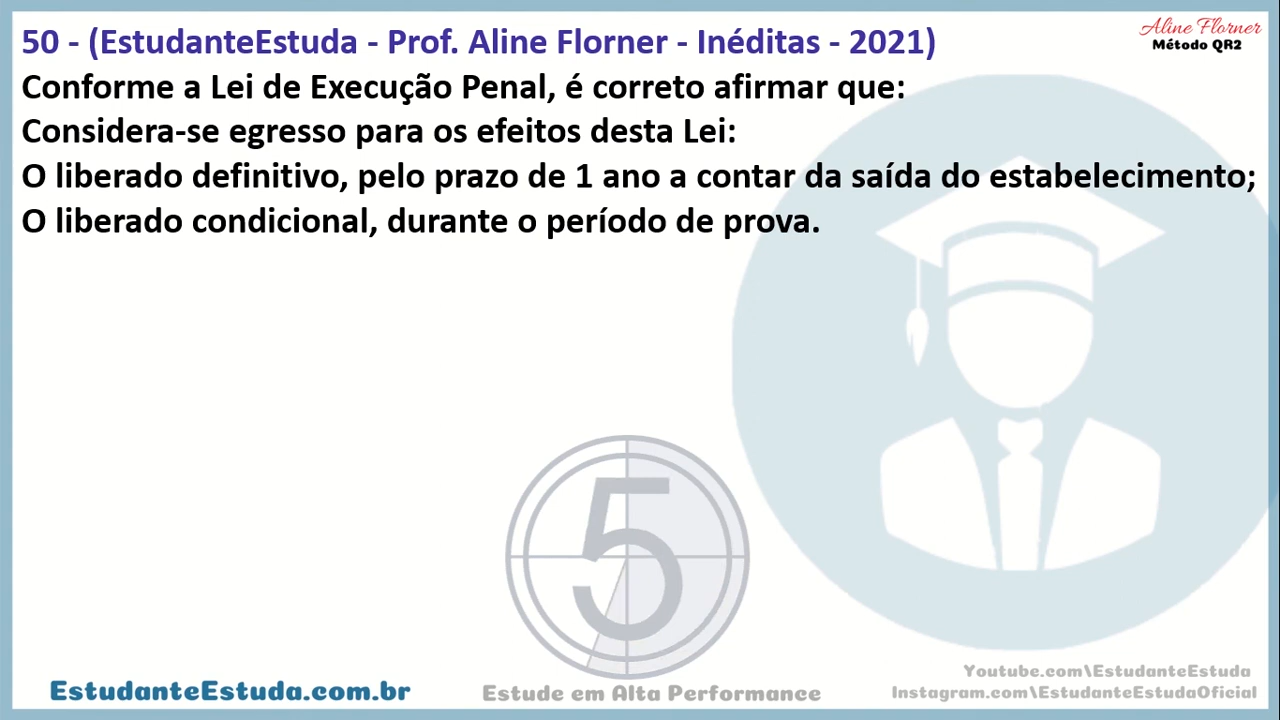 Aline Florner
Método QR2
50 - (EstudanteEstuda - Prof. Aline Florner - Inéditas - 2021)
Conforme a Lei de Execução Penal, é correto afirmar que:
Considera-se egresso para os efeitos desta Lei:
O liberado definitivo, pelo prazo de 1 ano a contar da saída do estabelecimento;
O liberado condicional, durante o período de prova.
5
EstudanteEstuda.com.br
Estude em Alta Performance
Youtube.com\EstudanteEstuda
Instagram.com\EstudanteEstudaOficial